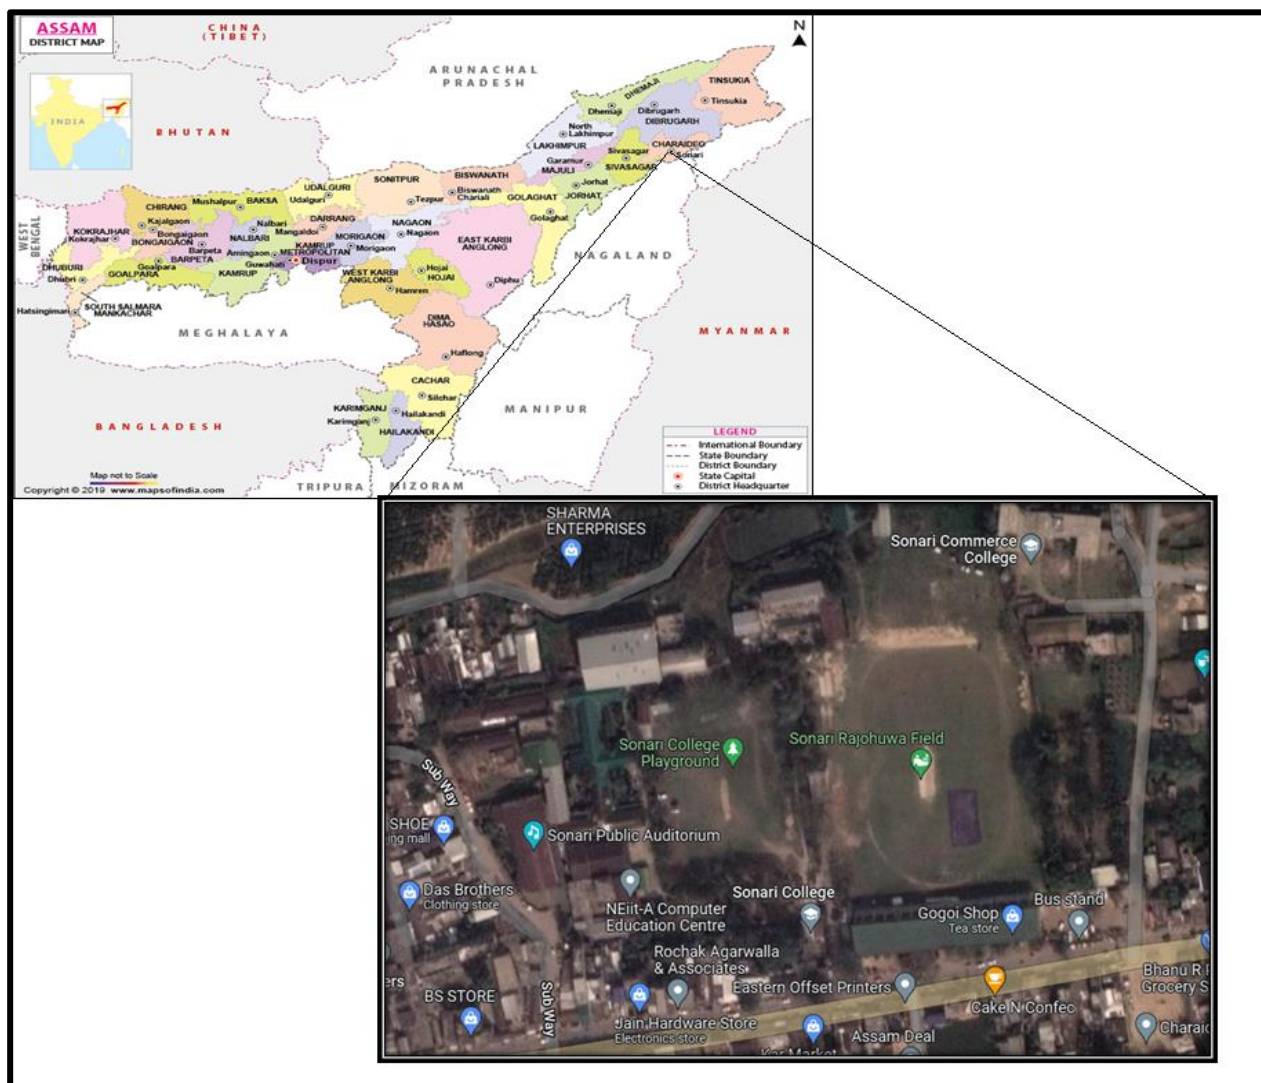 ASSAM
DISTRICT MAP
CHINA
(TIBET)
N
ARUNACHAL
PRADESH
INDIA
BHUTAN
TINSUKIA
Tinsukia
DHEMAJI
Dhemaji
Dibrugarh
DIBRUGARH
North
Lakhimpur
LAKHIMPUR
CHARAIDEO
Sonari
Sivasagar
SIVASAGAR
Garamur
MAJULI
Jorhat
JORHAT
GOLAGHAT
Golaghat
BISWANATH
Biswanath
Chariali
SONITPUR
Tezpur
UDALGURI
Udalguri
BAKSA
Mushalpur
CHIRANG
Kajalgaon
KOKRAJHAR
Kokrajhar
Bongaigaon
BONGAIGAON
Nalbari
NALBARI
Barpeta
BARPETA
DARRANG
Mangaldoi
MORIGAON
Morigaon
NAGAON
Nagaon
KAMRUP
METROPOLITAN
Amingaon
Guwahati
Dispur
KAMRUP
Goalpara
GOALPARA
DHUBURI
Dhubri
WEST
BENGAL
Hatsingimari
SOUTH SALMARA
MANKACHAR
EAST KARBI
ANGLONG
Diphu
WEST KARBI
ANGLONG
Hamren
Hojai
HOJAI
DIMA
HASAO
Haflong
CACHAR
Silchar
KARIMGANJ
Karimganj
Hailakandi
HAILAKANDI
MEGHALAYA
NAGALAND
MYANMAR
MANIPUR
BANGLADESH
TRIPURA
MIZORAM
LEGEND
International Boundary
State Boundary
District Boundary
State Capital
District Headquarter
Map not to Scale
Copyright © 2019 www.mapsofindia.com
SHARMA
ENTERPRISES
Sonari Commerce
College
Sonari College
Playground
Sonari Rajohuwa Field
Sub Way
SHOE
ing mall
Sonari Public Auditorium
Das Brothers
Clothing store
NEiit-A Computer
Education Centre
Sonari College
Gogoi Shop
Tea store
Bus stand
Rochak Agarwalla
& Associates
ers
BS STORE
Sub Way
Eastern Offset Printers
Cake N Confec
Bhanu R
Grocery S
Jain Hardware Store
Electronics store
Kar Market
Assam Deal
Charaid